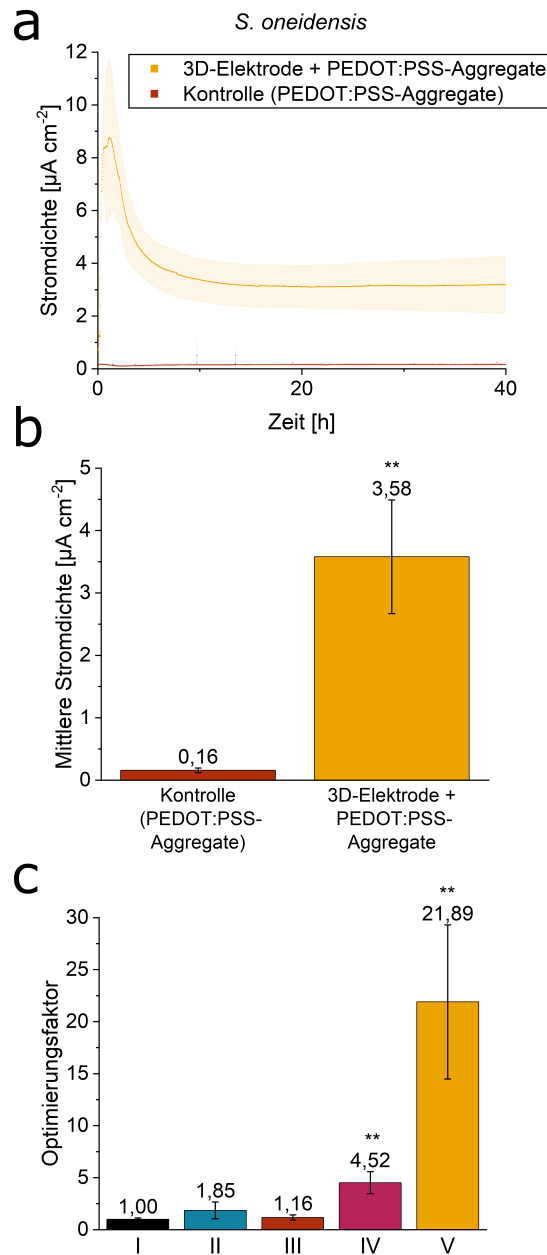 a
S. oneidensis
3D-Elektrode + PEDOT:PSS-Aggregate
Kontrolle (PEDOT:PSS-Aggregate)
Stromdichte [µA cm⁻²]
12
10
8
6
4
2
0
0
20
40
Zeit [h]
b
Mittlere Stromdichte [µA cm⁻²]
5
4
3
2
1
0
**
3,58
0,16
Kontrolle
(PEDOT:PSS-
Aggregate)
3D-Elektrode +
PEDOT:PSS-
Aggregate
c
Optimierungsfaktor
30
25
20
15
10
5
0
**
21,89
**
4,52
1,00
1,85
1,16
I
II
III
IV
V